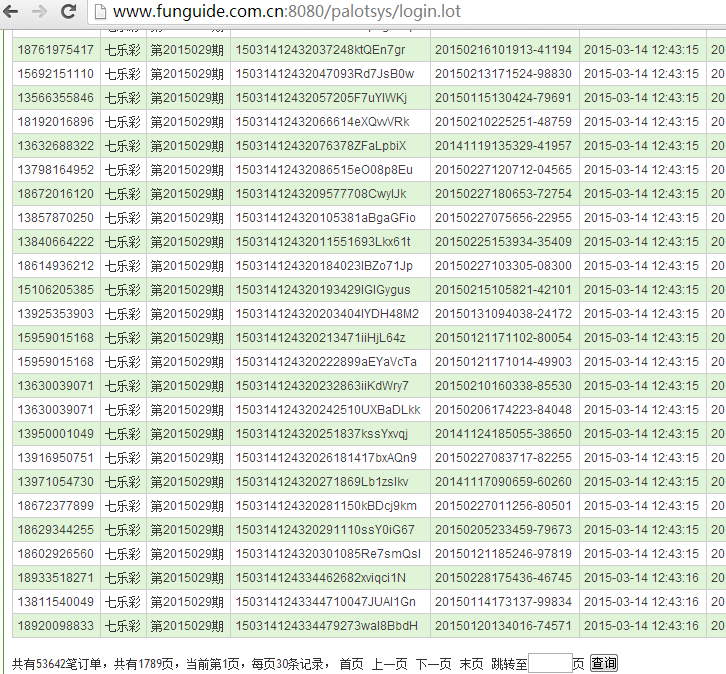 www.funguide.com.cn:8080/palotsys/login.lot
18761975417 七乐彩 第2015029期 15031412432037248ktQEn7gr 20150216101913-41194 2015-03-14 12:43:15 20
15692151110 七乐彩 第2015029期 15031412432047093Rd7JsB0w 20150213171524-98830 2015-03-14 12:43:15 20
13566355846 七乐彩 第2015029期 15031412432057205F7uYlWKj 20150115130424-79691 2015-03-14 12:43:15 20
18192016896 七乐彩 第2015029期 15031412432066614eXQwVRk 20150210225251-48759 2015-03-14 12:43:15 20
13632688322 七乐彩 第2015029期 15031412432076378ZFaLpbiX 20141119135329-41957 2015-03-14 12:43:15 20
13798164952 七乐彩 第2015029期 15031412432086515eO08p8Eu 20150227120712-04565 2015-03-14 12:43:15 20
18672016120 七乐彩 第2015029期 1503141243209577708CwylJk 20150227180653-72754 2015-03-14 12:43:15 20
13857870250 七乐彩 第2015029期 150314124320105381aBgaGFio 20150227075656-22955 2015-03-14 12:43:15 20
13840664222 七乐彩 第2015029期 15031412432011551693Lkx61t 20150225153934-35409 2015-03-14 12:43:15 20
18614936212 七乐彩 第2015029期 150314124320184023IBZo71Jp 20150227103305-08300 2015-03-14 12:43:15 20
15106205385 七乐彩 第2015029期 150314124320193429IGlGygus 20150215105821-42101 2015-03-14 12:43:15 20
13925353903 七乐彩 第2015029期 150314124320203404lYDH48M2 20150131094038-24172 2015-03-14 12:43:15 20
15959015168 七乐彩 第2015029期 150314124320213471iiHjL64z 20150121171102-80054 2015-03-14 12:43:15 20
15959015168 七乐彩 第2015029期 150314124320222899aEYaVcTa 20150121171014-49903 2015-03-14 12:43:15 20
13630039071 七乐彩 第2015029期 150314124320232863iiKdWry7 20150210160338-85530 2015-03-14 12:43:15 20
13630039071 七乐彩 第2015029期 150314124320242510UXBaDLkk 20150206174223-84048 2015-03-14 12:43:15 20
13950001049 七乐彩 第2015029期 150314124320251837kssYxvqj 20141124185055-38650 2015-03-14 12:43:15 20
13916950751 七乐彩 第2015029期 15031412432026181417bxAQn9 20150227083717-82255 2015-03-14 12:43:15 20
13971054730 七乐彩 第2015029期 150314124320271869Lb1zsIkv 20141117090659-60260 2015-03-14 12:43:15 20
18672377899 七乐彩 第2015029期 150314124320281150kBDcj9km 20150227011256-80501 2015-03-14 12:43:15 20
18629344255 七乐彩 第2015029期 150314124320291110ssY0iG67 20150205233459-79673 2015-03-14 12:43:15 20
18602926560 七乐彩 第2015029期 150314124320301085Re7smQsI 20150121185246-97819 2015-03-14 12:43:15 20
18933518271 七乐彩 第2015029期 150314124334462682xviqci1N 20150228175436-46745 2015-03-14 12:43:16 20
13811540049 七乐彩 第2015029期 1503141243344710047JUAl1Gn 20150114173137-99834 2015-03-14 12:43:16 20
18920098833 七乐彩 第2015029期 150314124334479273waI8BbdH 20150120134016-74571 2015-03-14 12:43:16 20
共有53642笔订单，共有1789页，当前第1页，每页30条记录， 首页 上一页 下一页 末页 跳转至 页 查询